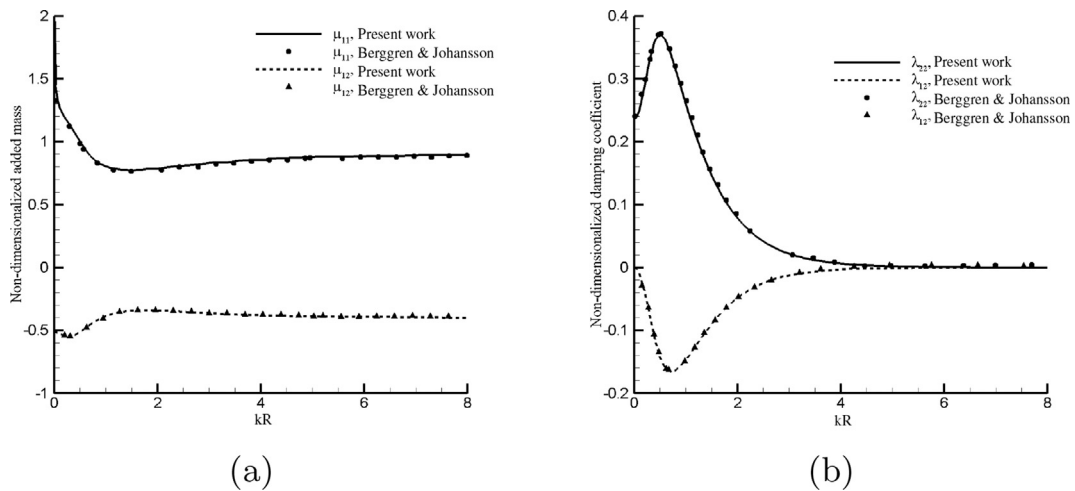 2
1.5
1
0.5
0
-0.5
-1
0
2
4
6
8
kR
Non-dimensionalized added mass
μ11, Present work
μ11, Berggren & Johansson
μ12, Present work
μ12, Berggren & Johansson
(a)
0.4
0.3
0.2
0.1
0
-0.1
-0.2
0
2
4
6
8
kR
Non-dimensionalized damping coefficient
λ22, Present work
λ12, Present work
λ22, Berggren & Johansson
λ12, Berggren & Johansson
(b)